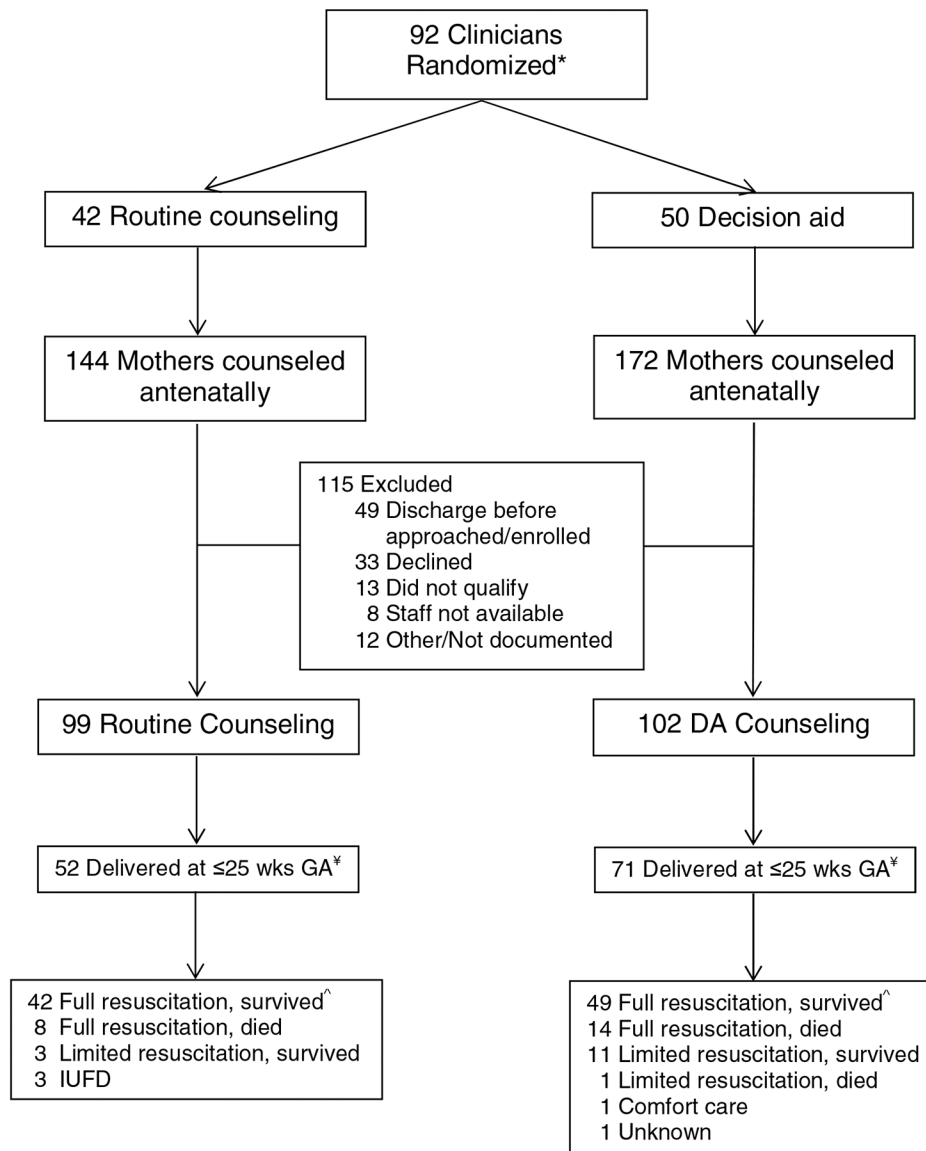 92 Clinicians
Randomized*
42 Routine counseling
50 Decision aid
144 Mothers counseled
antenatally
172 Mothers counseled
antenatally
115 Excluded
49 Discharge before
approached/enrolled
33 Declined
13 Did not qualify
8 Staff not available
12 Other/Not documented
99 Routine Counseling
102 DA Counseling
52 Delivered at ≤25 wks GA¥
71 Delivered at ≤25 wks GA¥
42 Full resuscitation, survived^
8 Full resuscitation, died
3 Limited resuscitation, survived
3 IUFD
49 Full resuscitation, survived^
14 Full resuscitation, died
11 Limited resuscitation, survived
1 Limited resuscitation, died
1 Comfort care
1 Unknown